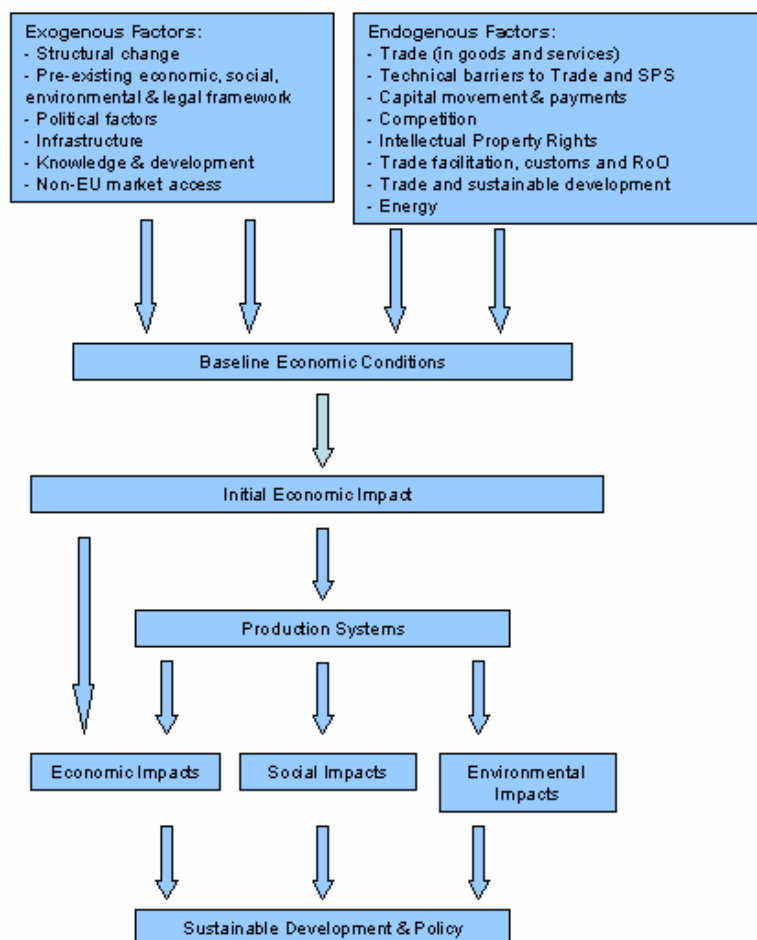 Exogenous Factors:
- Structural change
- Pre-existing economic, social,
environmental & legal framework
- Political factors
- Infrastructure
- Knowledge & development
- Non-EU market access
Endogenous Factors:
- Trade (in goods and services)
- Technical barriers to Trade and SPS
- Capital movement & payments
- Competition
- Intellectual Property Rights
- Trade facilitation, customs and RoO
- Trade and sustainable development
- Energy
Baseline Economic Conditions
Initial Economic Impact
Production Systems
Economic Impacts
Social Impacts
Environmental
Impacts
Sustainable Development & Policy